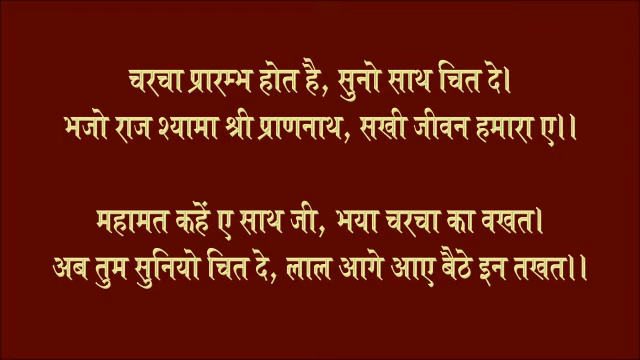 चरचा प्रारम्भ होत है, सुनो साथ चित दे।
भजो राज श्यामा श्री प्राणनाथ, सखी जीवन हमारा ए।।
महामत कहें ए साथ जी, भया चरचा का वखत।
अब तुम सुनियो चित दे, लाल आगे आए बैठे इन तखत।।